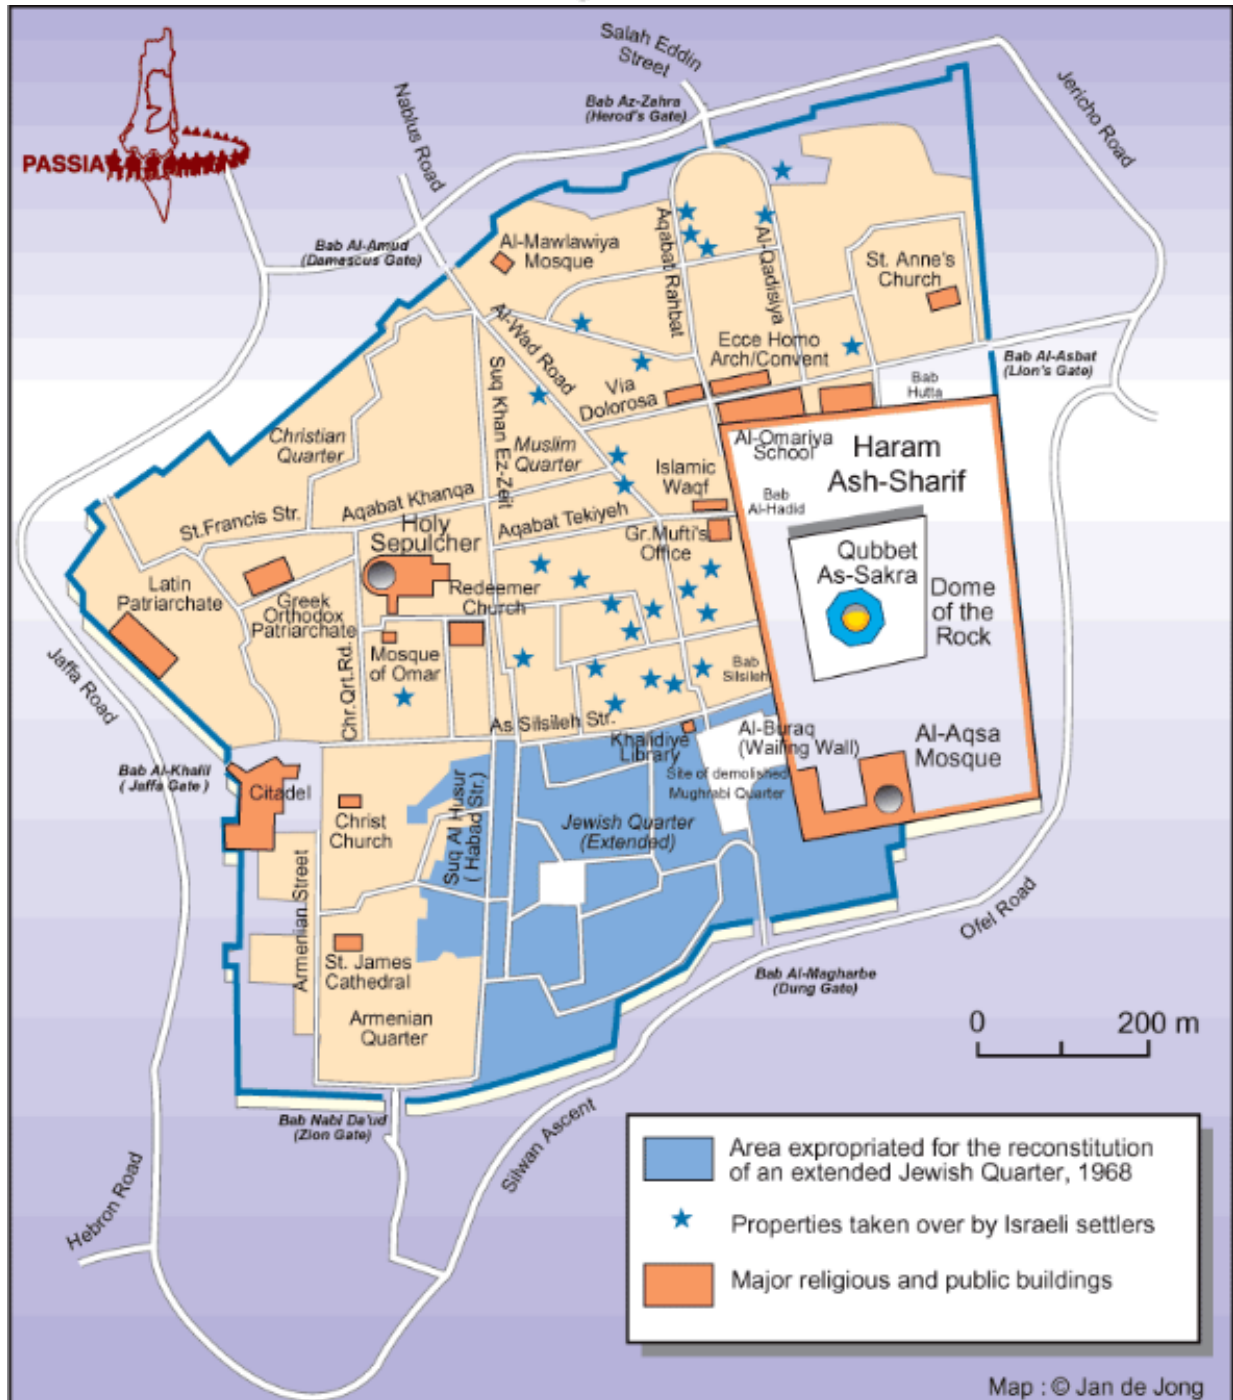 Salah Eddin
Street
Bab Az-Zahra
(Herod's Gate)
Jericho Road
Nablus Road
PASSIA
Bab Al-Amud
(Damascus Gate)
Al-Mawlawiya
Mosque
Aqabat Rahbat
Al-Qadisiya
St. Anne's
Church
Al-Wad Road
Ecce Homo
Arch/Convent
Bab Al-Asbat
(Lion's Gate)
Bab
Hutta
Via
Dolorosa
Suq Khan Ez-Zeit
Christian
Quarter
Muslim
Quarter
Al-Omariya
School
Haram
Ash-Sharif
Islamic
Waqf
Bab
Al-Hadid
Aqabat Khanqa
St.Francis Str.
Aqabat Tekiyeh
Holy
Sepulcher
Gr.Mufti's
Office
Qubbet
As-Sakra
Dome
of the
Rock
Latin
Patriarchate
Greek
Orthodox
Patriarchate
Redeemer
Church
Mosque
of Omar
Chr.Qrt.Rd.
Bab
Silsileh
Jaffa Road
As Silsileh Str.
Khalidiye
Library
Al-Buraq
(Wailing Wall)
Al-Aqsa
Mosque
Site of demolished
Mughrabi Quarter
Bab Al-Khalil
( Jaffa Gate )
Citadel
Christ
Church
Suq Al Husur
( Habad Str.)
Jewish Quarter
(Extended)
Armenian Street
St. James
Cathedral
Armenian
Quarter
Ofel Road
Bab Al-Magharbe
(Dung Gate)
0 200 m
Bab Nabi Da'ud
(Zion Gate)
Silwan Ascent
Hebron Road
Area expropriated for the reconstitution
of an extended Jewish Quarter, 1968
Properties taken over by Israeli settlers
Major religious and public buildings
Map : © Jan de Jong